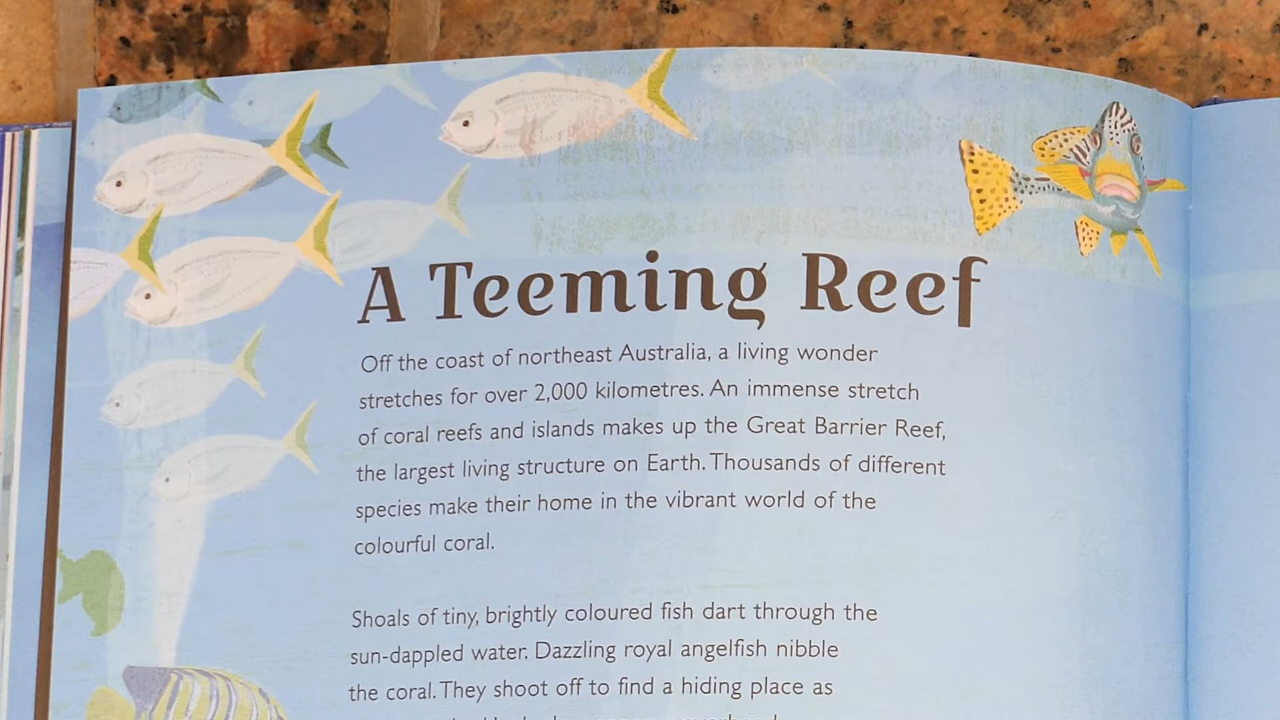 A Teeming Reef
Off the coast of northeast Australia, a living wonder
stretches for over 2,000 kilometres. An immense stretch
of coral reefs and islands makes up the Great Barrier Reef,
the largest living structure on Earth. Thousands of different
species make their home in the vibrant world of the
colourful coral.
Shoals of tiny, brightly coloured fish dart through the
sun-dappled water. Dazzling royal angelfish nibble
the coral. They shoot off to find a hiding place as
overhead